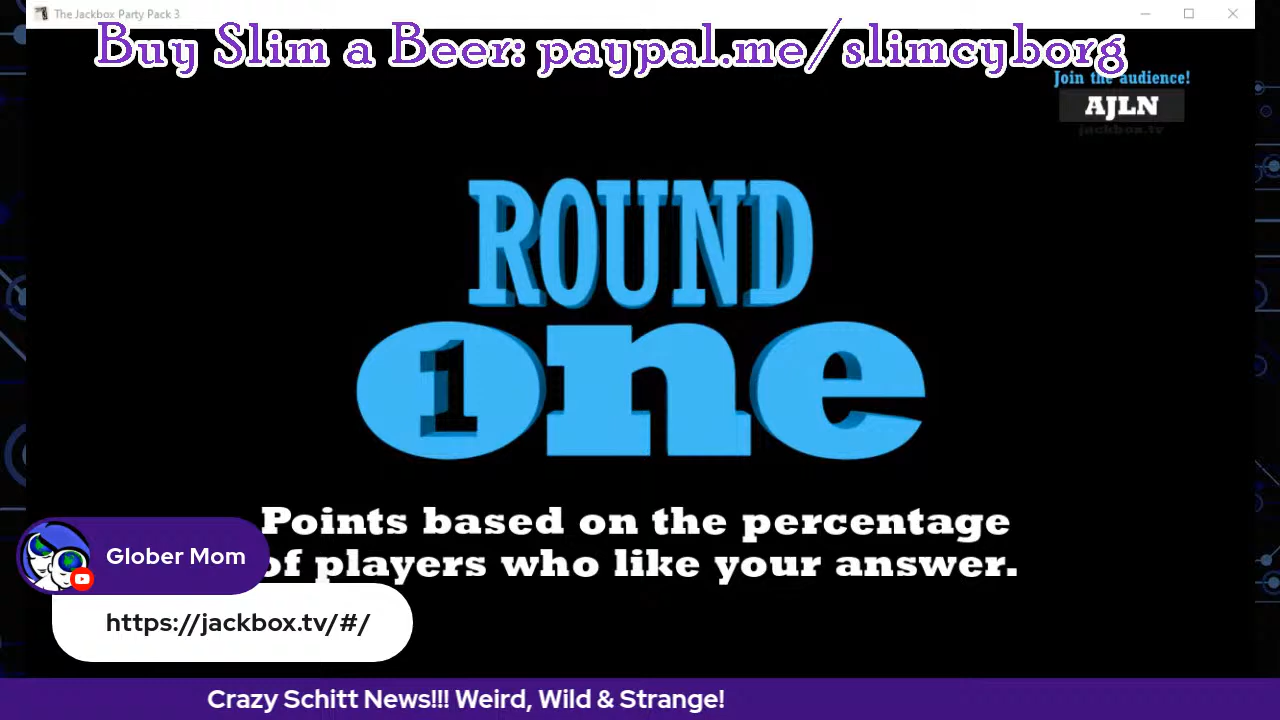 The Jackbox Party Pack 3
Buy Slim a Beer: paypal.me/slimcyborg
Join the audience!
AJLN
jackbox.tv
ROUND
one
1
Points based on the percentage
of players who like your answer.
Glober Mom
https://jackbox.tv/#/
Crazy Schitt News!!! Weird, Wild & Strange!